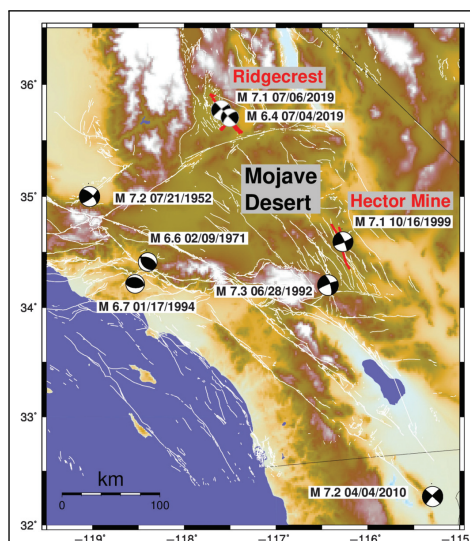 36°
Ridgecrest
M 7.1 07/06/2019
M 6.4 07/04/2019
Mojave
Desert
35°
M 7.2 07/21/1952
Hector Mine
M 7.1 10/16/1999
M 6.6 02/09/1971
34°
M 7.3 06/28/1992
M 6.7 01/17/1994
33°
km
0 100
M 7.2 04/04/2010
32°
-119° -118° -117° -116° -115